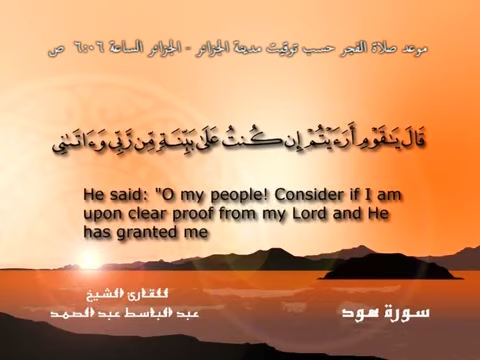 موعد صلاة الفجر حسب توقيت مدينة الجزائر - الجزائر الساعة ٦:٠٦ ص
قَالَ يَـٰقَوْمِ أَرَءَيْتُمْ إِن كُنتُ عَلَىٰ بَيِّنَةٍ مِّن رَّبِّى وَءَاتَىٰنِى
He said: "O my people! Consider if I am
upon clear proof from my Lord and He
has granted me
للقارئ الشيخ
عبد الباسط عبد الصمد
سورة هود